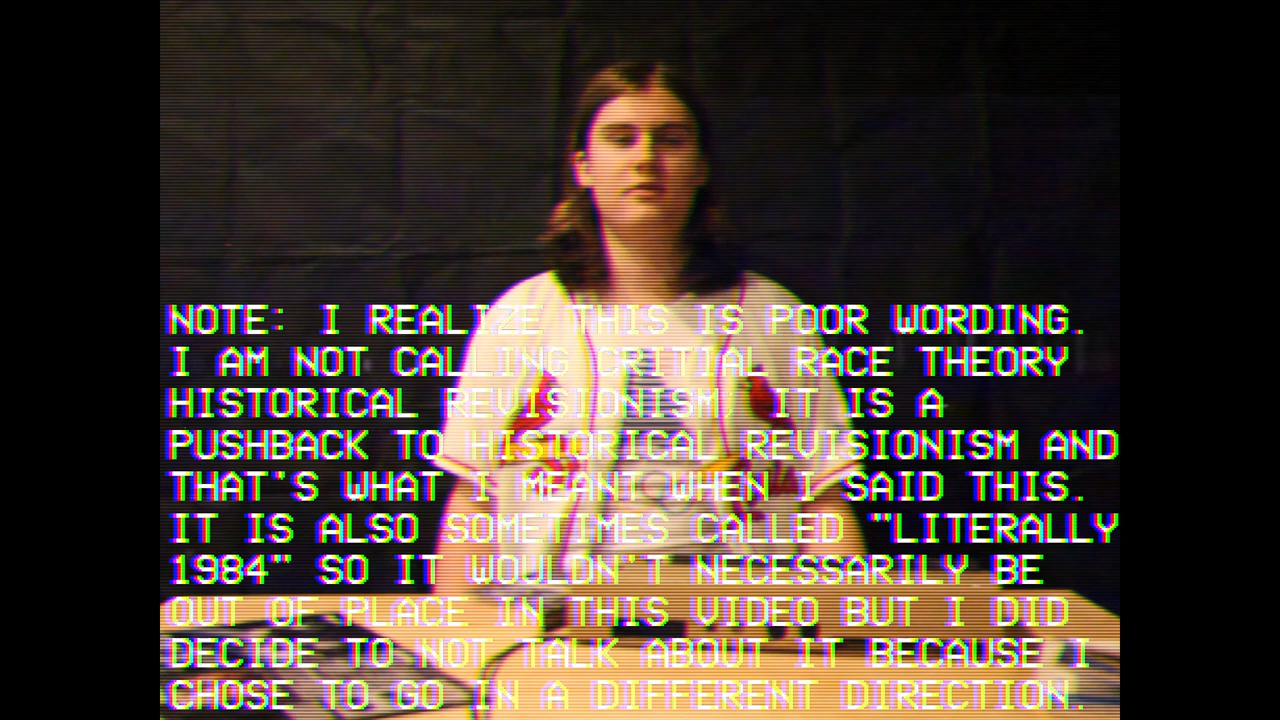 NOTE: I REALIZE THIS IS POOR WORDING.
I AM NOT CALLING CRITIAL RACE THEORY
HISTORICAL REVISIONISM, IT IS A
PUSHBACK TO HISTORICAL REVISIONISM AND
THAT'S WHAT I MEANT WHEN I SAID THIS.
IT IS ALSO SOMETIMES CALLED "'LITERALLY
1984" SO IT WOULDN'T NECESSARILY BE
OUT OF PLACE IN THIS VIDEO BUT I DID
DECIDE TO NOT TALK ABOUT IT BECAUSE I
CHOSE TO GO IN A DIFFERENT DIRECTION.